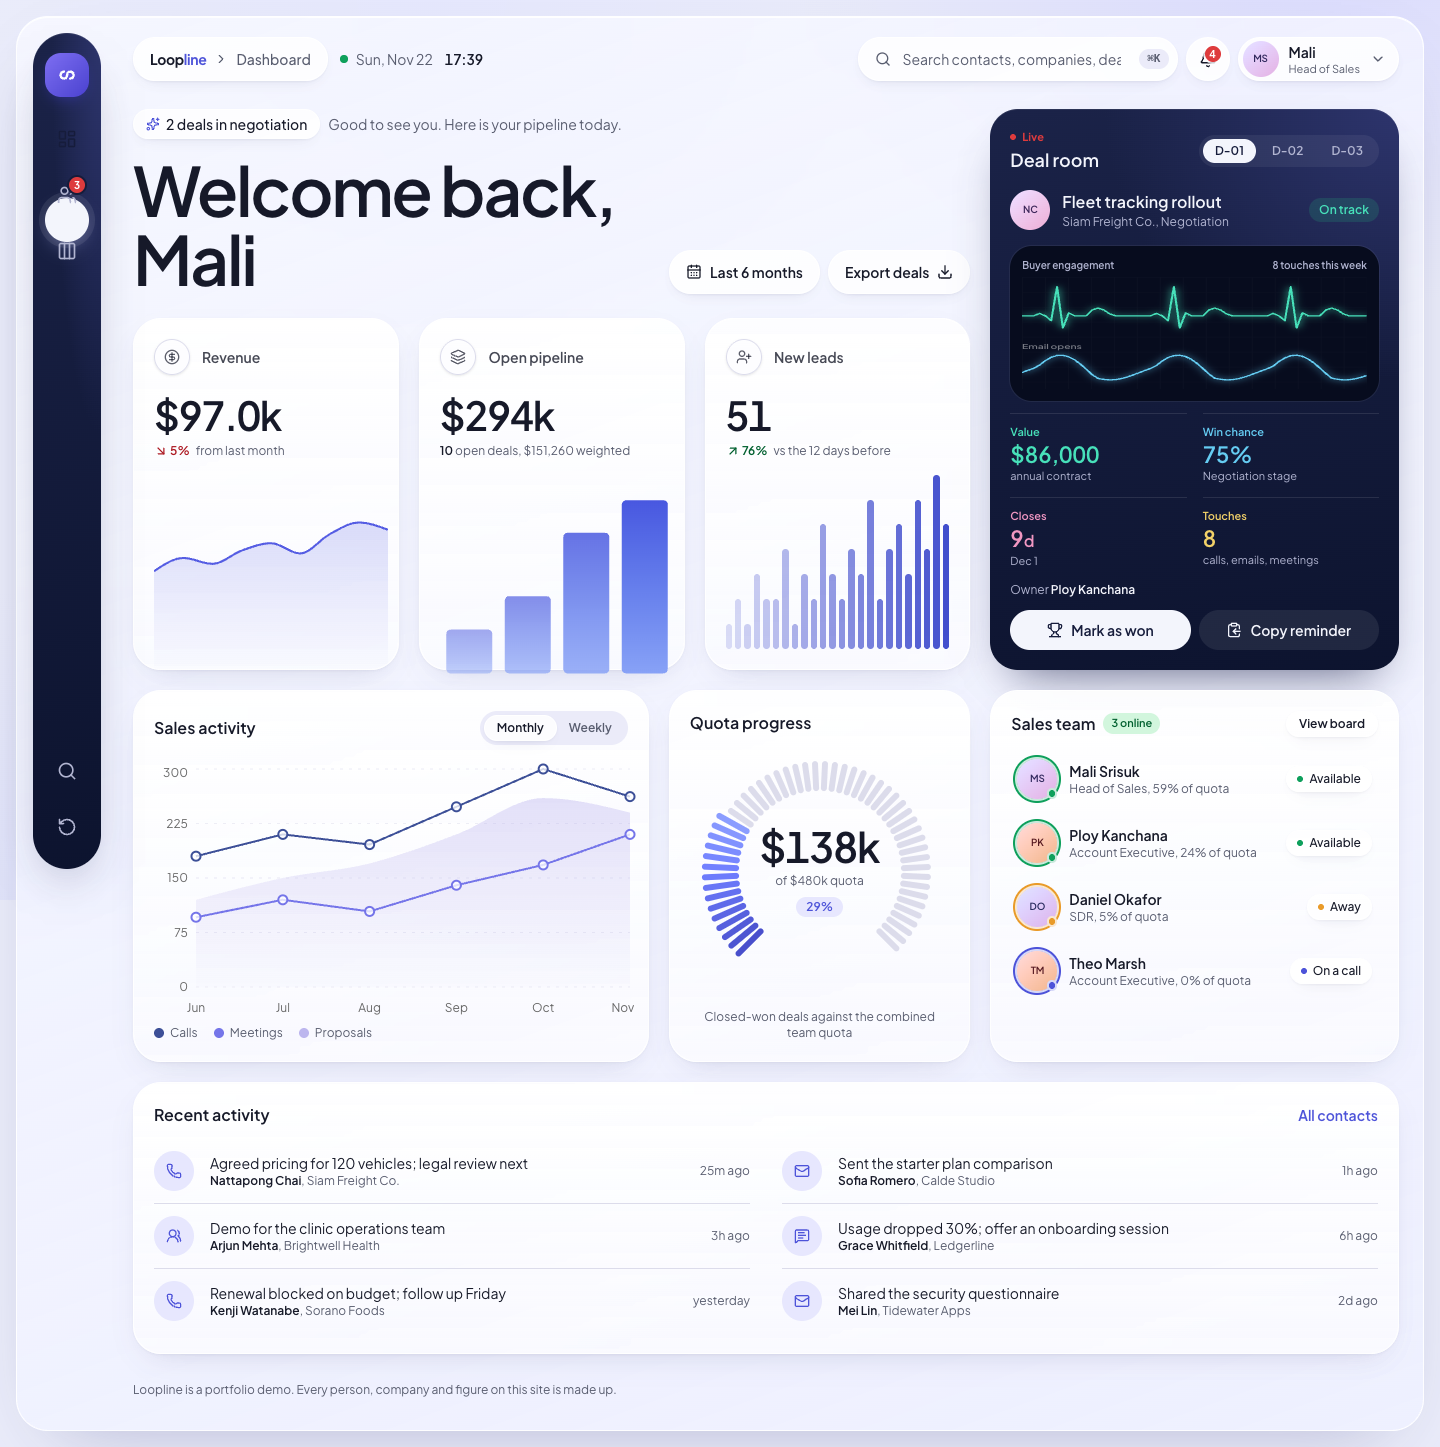 Loopline > Dashboard
Sun, Nov 22 17:39
Search contacts, companies, dea
⌘K
4
MS
Mali
Head of Sales
3
2 deals in negotiation
Good to see you. Here is your pipeline today.
Welcome back,
Mali
Last 6 months
Export deals
Revenue
$97.0k
5% from last month
Open pipeline
$294k
10 open deals, $151,260 weighted
New leads
51
76% vs the 12 days before
Live
Deal room
D-01
D-02
D-03
NC
Fleet tracking rollout
Siam Freight Co., Negotiation
On track
Buyer engagement
8 touches this week
Email opens
Value
$86,000
annual contract
Win chance
75%
Negotiation stage
Closes
9d
Dec 1
Touches
8
calls, emails, meetings
Owner Ploy Kanchana
Mark as won
Copy reminder
Sales activity
Monthly
Weekly
300
225
150
75
0
Jun
Jul
Aug
Sep
Oct
Nov
Calls
Meetings
Proposals
Quota progress
$138k
of $480k quota
29%
Closed-won deals against the combined
team quota
Sales team
3 online
View board
MS
Mali Srisuk
Head of Sales, 59% of quota
Available
PK
Ploy Kanchana
Account Executive, 24% of quota
Available
DO
Daniel Okafor
SDR, 5% of quota
Away
TM
Theo Marsh
Account Executive, 0% of quota
On a call
Recent activity
All contacts
Agreed pricing for 120 vehicles; legal review next
Nattapong Chai, Siam Freight Co.
25m ago
Sent the starter plan comparison
Sofia Romero, Calde Studio
1h ago
Demo for the clinic operations team
Arjun Mehta, Brightwell Health
3h ago
Usage dropped 30%; offer an onboarding session
Grace Whitfield, Ledgerline
6h ago
Renewal blocked on budget; follow up Friday
Kenji Watanabe, Sorano Foods
yesterday
Shared the security questionnaire
Mei Lin, Tidewater Apps
2d ago
Loopline is a portfolio demo. Every person, company and figure on this site is made up.